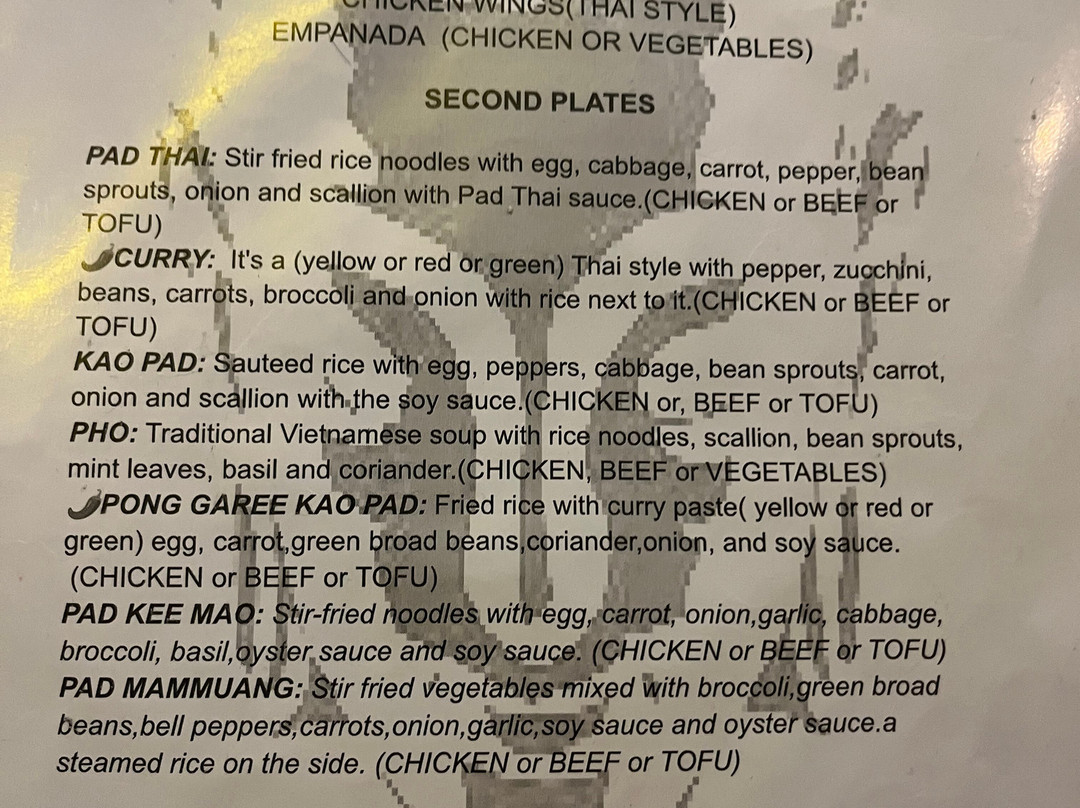 CHICKEN WINGS(THAI STYLE)
EMPANADA (CHICKEN OR VEGETABLES)
SECOND PLATES
PAD THAI: Stir fried rice noodles with egg, cabbage, carrot, pepper, bean
sprouts, onion and scallion with Pad Thai sauce.(CHICKEN or BEEF or
TOFU)
CURRY: It's a (yellow or red or green) Thai style with pepper, zucchini,
beans, carrots, broccoli and onion with rice next to it.(CHICKEN or BEEF or
TOFU)
KAO PAD: Sauteed rice with egg, peppers, cabbage, bean sprouts, carrot,
onion and scallion with the soy sauce.(CHICKEN or, BEEF or TOFU)
PHO: Traditional Vietnamese soup with rice noodles, scallion, bean sprouts,
mint leaves, basil and coriander.(CHICKEN, BEEF or VEGETABLES)
PONG GAREE KAO PAD: Fried rice with curry paste( yellow or red or
green) egg, carrot,green broad beans,coriander,onion, and soy sauce.
(CHICKEN or BEEF or TOFU)
PAD KEE MAO: Stir-fried noodles with egg, carrot, onion,garlic, cabbage,
broccoli, basil,oyster sauce and soy sauce. (CHICKEN or BEEF or TOFU)
PAD MAMMUANG: Stir fried vegetables mixed with broccoli,green broad
beans,bell peppers,carrots,onion,garlic,soy sauce and oyster sauce.a
steamed rice on the side. (CHICKEN or BEEF or TOFU)